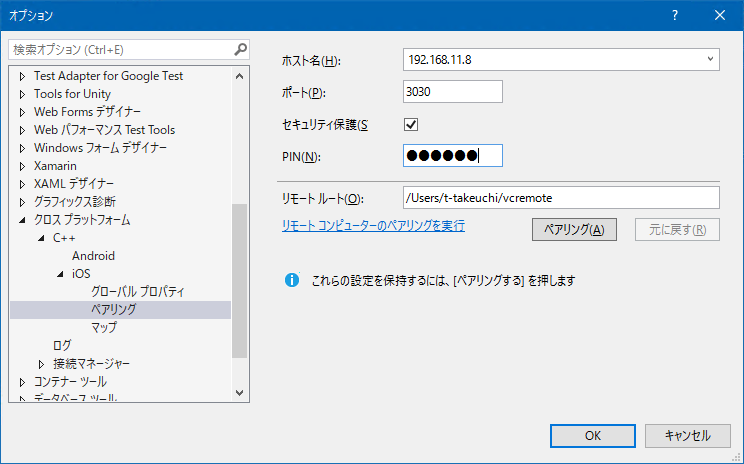 オプション
?
検索オプション (Ctrl+E)
Test Adapter for Google Test
Tools for Unity
Web Forms デザイナー
Web パフォーマンス Test Tools
Windows フォーム デザイナー
Xamarin
XAML デザイナー
グラフィックス診断
クロス プラットフォーム
C++
Android
iOS
グローバル プロパティ
ペアリング
マップ
ログ
接続マネージャー
コンテナー ツール
データベース ツール
ホスト名(H):
192.168.11.8
ポート(P):
3030
セキュリティ保護(S
PIN(N):
●●●●●●
リモート ルート(O):
/Users/t-takeuchi/vcremote
リモート コンピューターのペアリングを実行
ペアリング(A)
元に戻す(R)
これらの設定を保持するには、[ペアリングする] を押します
OK
キャンセル